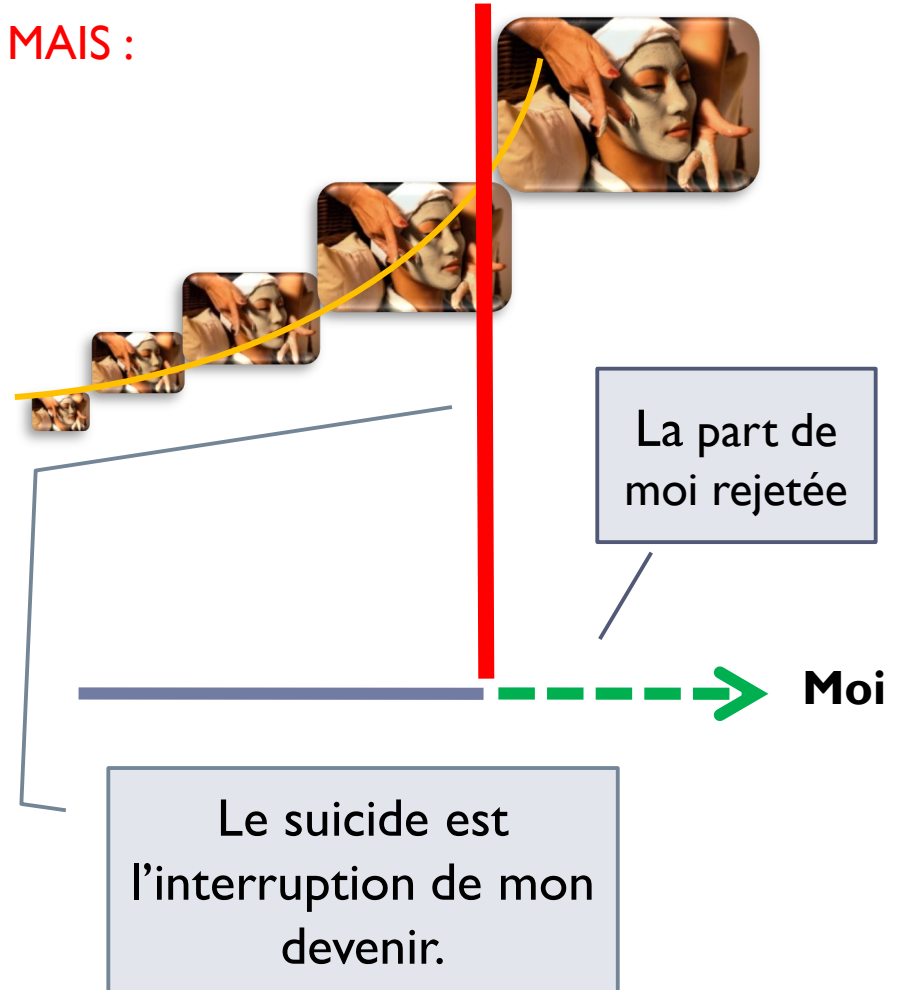 MAIS :
La part de
moi rejetée
Moi
Le suicide est
l’interruption de mon
devenir.